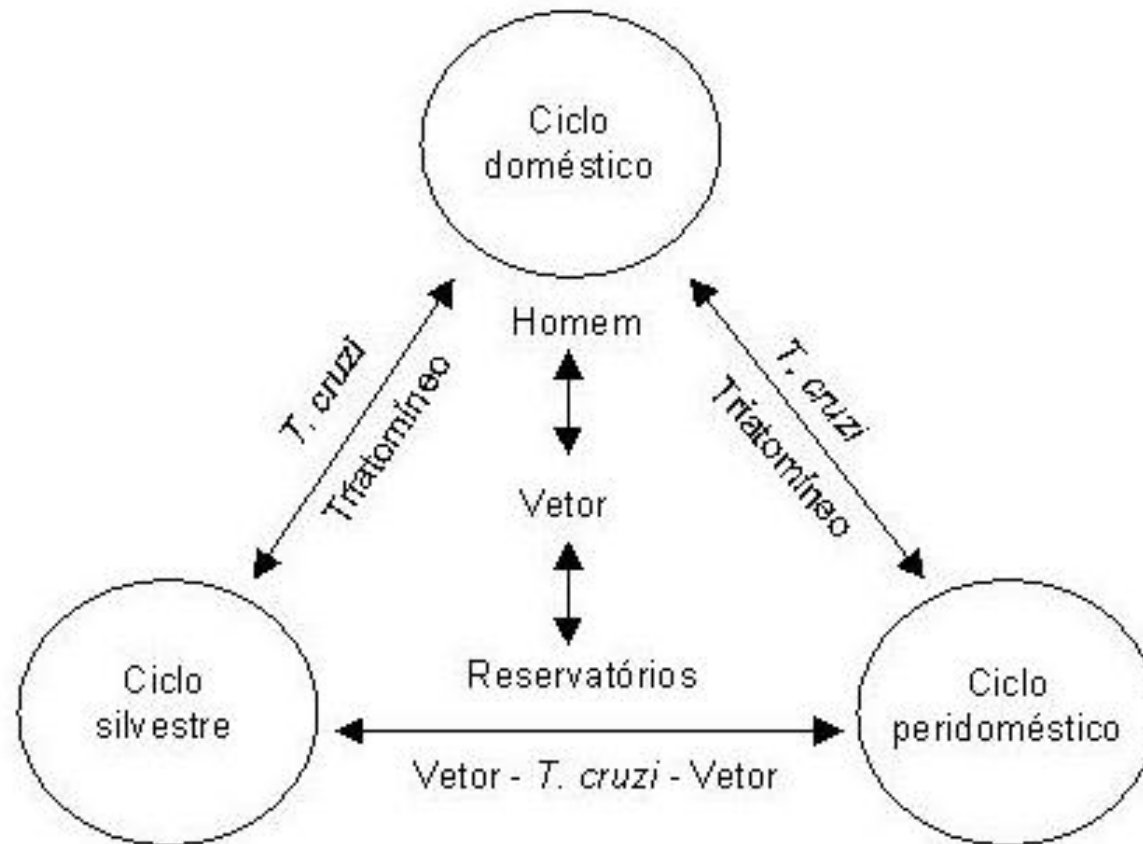 Ciclo
doméstico
Homem
T. cruzi
Triatomíneo
T. cruzi
Triatomíneo
Vetor
Reservatórios
Ciclo
silvestre
Ciclo
peridoméstico
Vetor - T. cruzi - Vetor